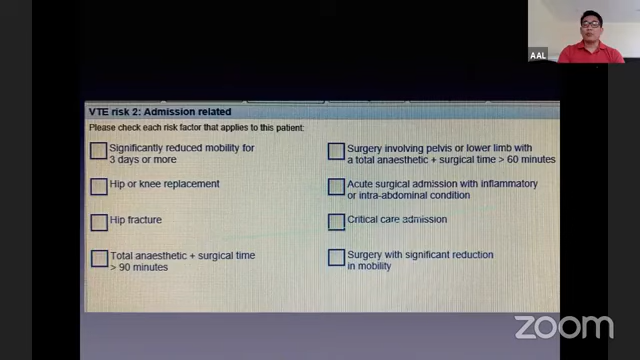 AAL
VTE risk 2: Admission related
Please check each risk factor that applies to this patient:
Significantly reduced mobility for
3 days or more
Hip or knee replacement
Hip fracture
Total anaesthetic + surgical time
> 90 minutes
Surgery involving pelvis or lower limb with
a total anaesthetic + surgical time > 60 minutes
Acute surgical admission with inflammatory
or intra-abdominal condition
Critical care admission
Surgery with significant reduction
in mobility
zoom